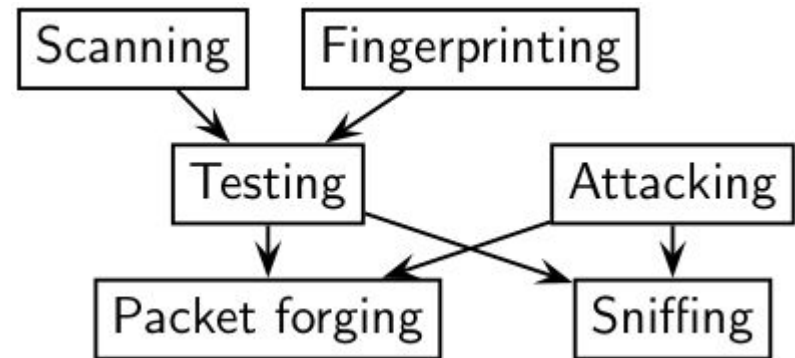 Scanning
Fingerprinting
Testing
Attacking
Packet forging
Sniffing